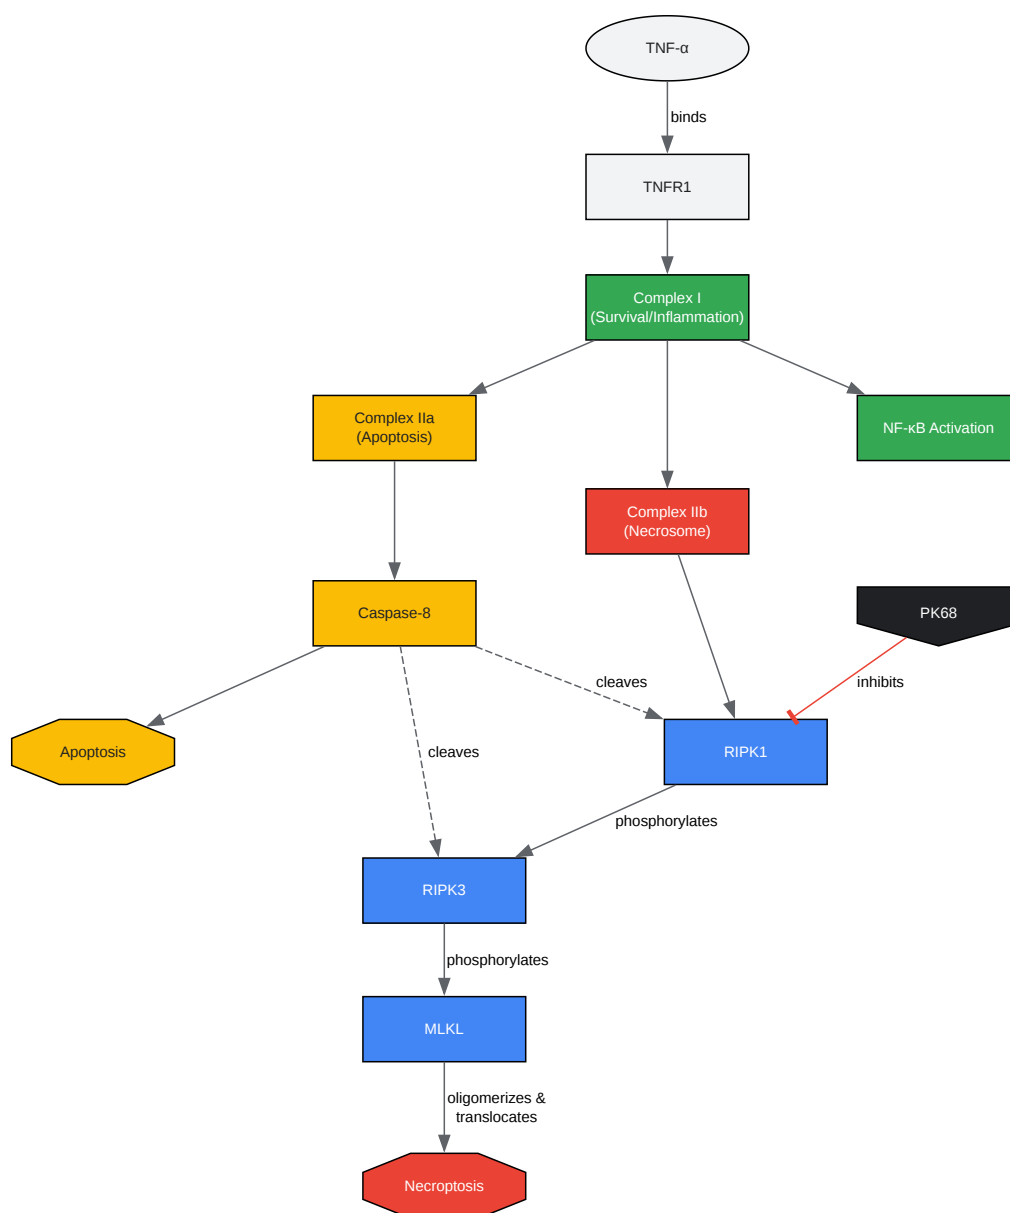 TNF-α
binds
TNFR1
Complex I
(Survival/Inflammation)
Complex IIa
(Apoptosis)
NF-κB Activation
Complex IIb
(Necrosome)
Caspase-8
PK68
cleaves
inhibits
Apoptosis
cleaves
RIPK1
phosphorylates
RIPK3
phosphorylates
MLKL
oligomerizes &
translocates
Necroptosis